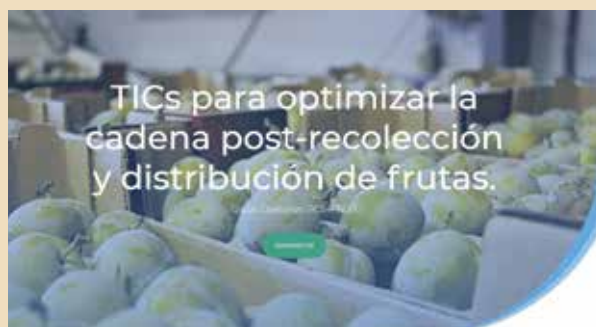 TICs para optimizar la
cadena post-recolección
y distribución de frutas.